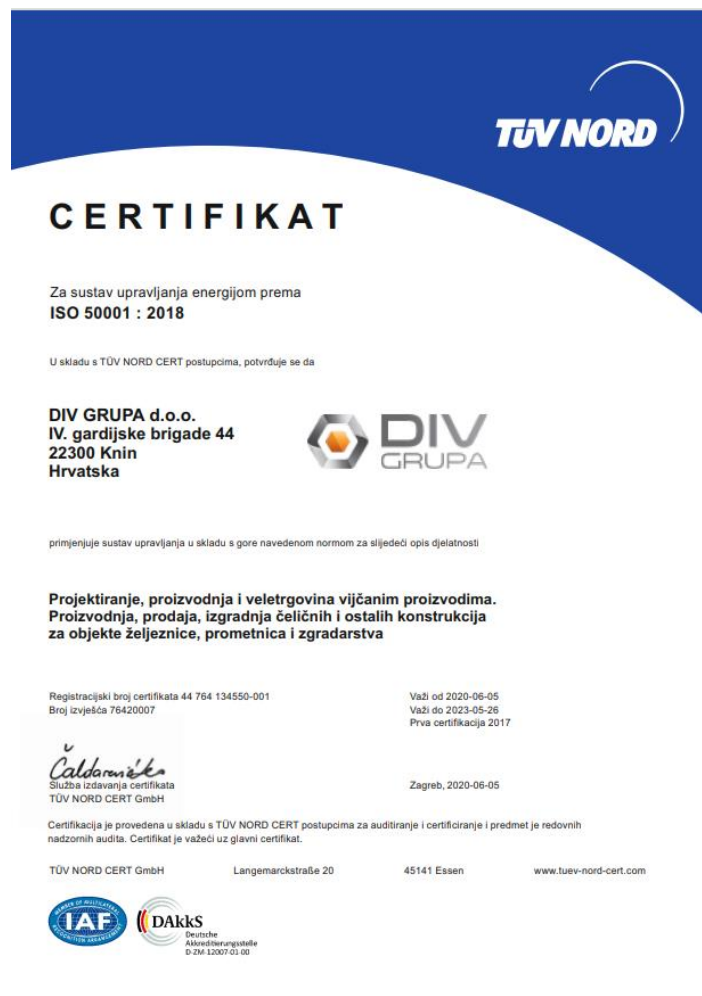 TÜV NORD
CERTIFIKAT
Za sustav upravljanja energijom prema
ISO 50001 : 2018
U skladu s TÜV NORD CERT postupcima, potvrđuje se da
DIV GRUPA d.o.o.
IV. gardijske brigade 44
22300 Knin
Hrvatska
DIV
GRUPA
primjenjuje sustav upravljanja u skladu s gore navedenom normom za slijedeći opis djelatnosti
Projektiranje, proizvodnja i veletrgovina vijčanim proizvodima.
Proizvodnja, prodaja, izgradnja čeličnih i ostalih konstrukcija
za objekte željeznice, prometnica i zgradarstva
Registracijski broj certifikata 44 764 134550-001
Broj izvješća 76420007
Važi od 2020-06-05
Važi do 2023-05-26
Prva certifikacija 2017
Služba izdavanja certifikata
TÜV NORD CERT GmbH
Zagreb, 2020-06-05
Certifikacija je provedena u skladu s TÜV NORD CERT postupcima za auditiranje i certificiranje i predmet je redovnih
nadzornih audita. Certifikat je važeći uz glavni certifikat.
TÜV NORD CERT GmbH Langemarckstraße 20 45141 Essen www.tuev-nord-cert.com
MEMBER OF MULTILATERAL
IAF
RECOGNITION ARRANGEMENT
DAkkS
Deutsche
Akkreditierungsstelle
D-ZM-12007-01-00